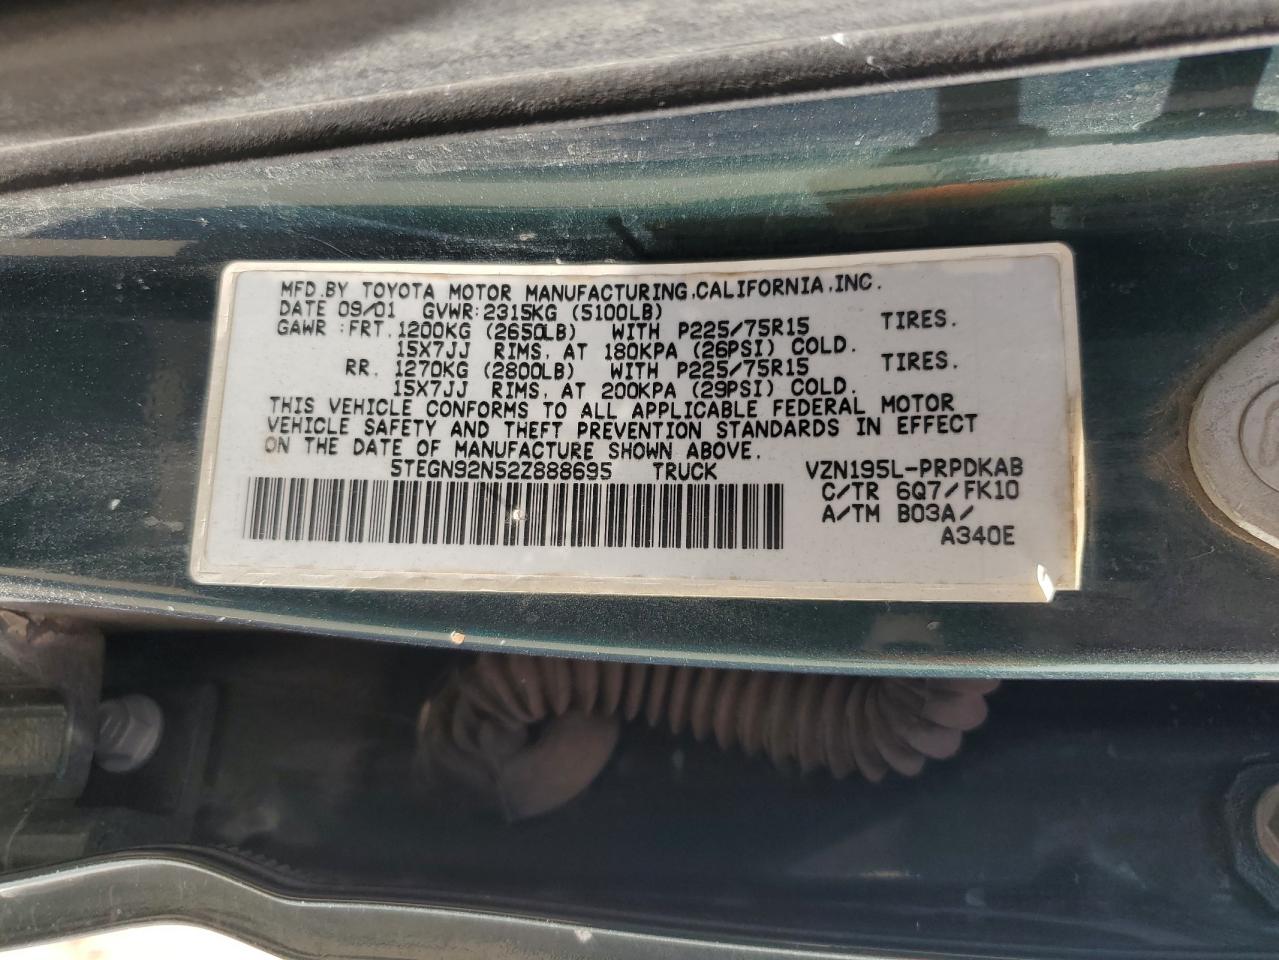 MFD.BY TOYOTA MOTOR MANUFACTURING,CALIFORNIA,INC.
DATE 09/01 GVWR:2315KG (5100LB)
GAWR :FRT. 1200KG (2650LB) WITH P225/75R15 TIRES.
15X7JJ RIMS, AT 180KPA (26PSI) COLD.
RR. 1270KG (2800LB) WITH P225/75R15 TIRES.
15X7JJ RIMS, AT 200KPA (29PSI) COLD.
THIS VEHICLE CONFORMS TO ALL APPLICABLE FEDERAL MOTOR
VEHICLE SAFETY AND THEFT PREVENTION STANDARDS IN EFFECT
ON THE DATE OF MANUFACTURE SHOWN ABOVE.
5TEGN92N52Z888695 TRUCK VZN195L-PRPDKAB
C/TR 6Q7/FK10
A/TM B03A/
A340E